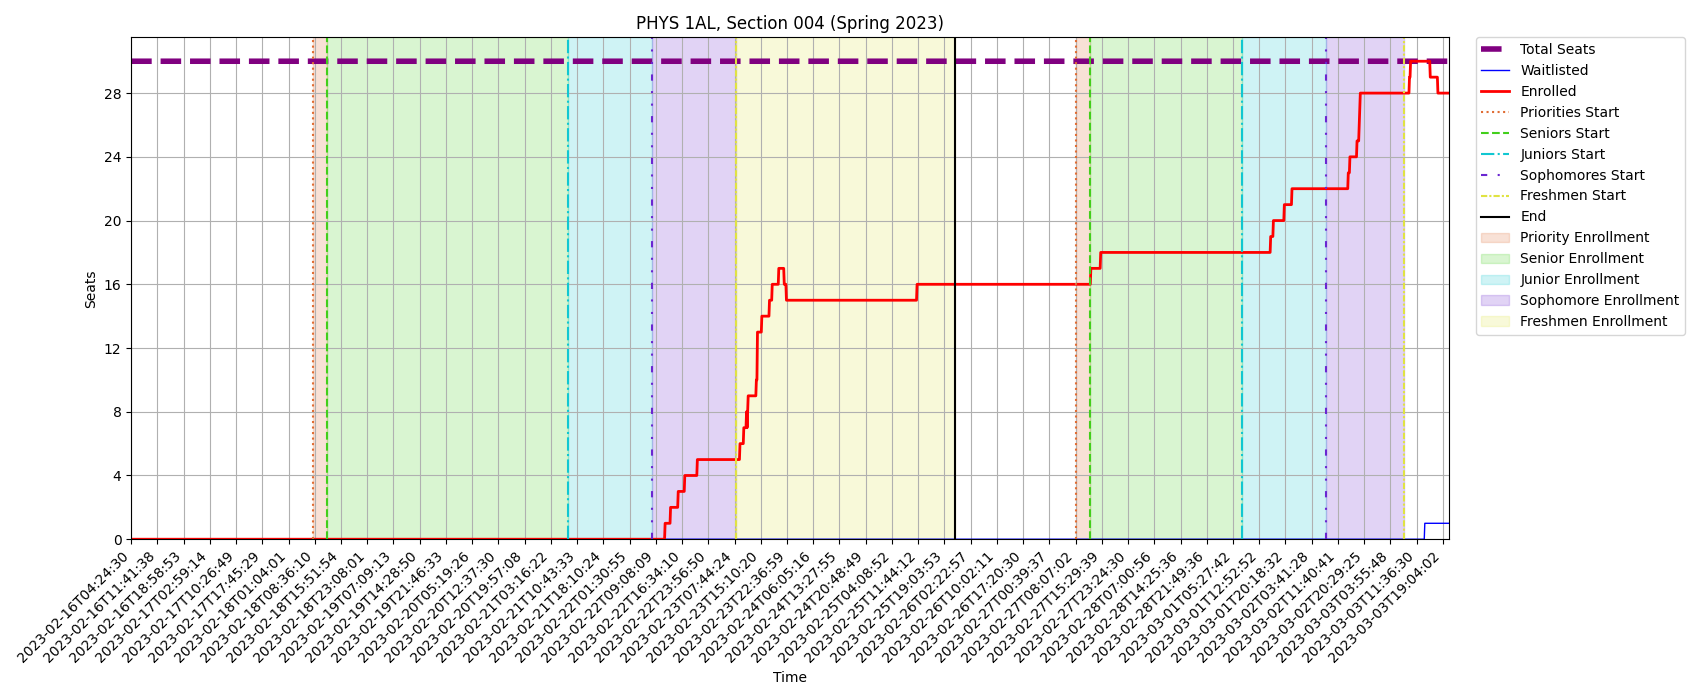 PHYS 1AL, Section 004 (Spring 2023)
Total Seats
Waitlisted
Enrolled
Priorities Start
Seniors Start
Juniors Start
Sophomores Start
Freshmen Start
End
Priority Enrollment
Senior Enrollment
Junior Enrollment
Sophomore Enrollment
Freshmen Enrollment
Seats
28
24
20
16
12
8
4
0
2023-02-16T04:24:30
2023-02-16T11:41:38
2023-02-16T18:58:53
2023-02-17T02:59:14
2023-02-17T10:26:49
2023-02-17T17:45:29
2023-02-18T01:04:01
2023-02-18T08:36:10
2023-02-18T15:51:54
2023-02-18T23:08:01
2023-02-19T07:09:13
2023-02-19T14:28:50
2023-02-19T21:46:33
2023-02-20T05:19:26
2023-02-20T12:37:30
2023-02-20T19:57:08
2023-02-21T03:16:22
2023-02-21T10:43:33
2023-02-21T18:10:24
2023-02-22T01:30:55
2023-02-22T09:08:09
2023-02-22T16:34:10
2023-02-22T23:56:50
2023-02-23T07:44:24
2023-02-23T15:10:20
2023-02-23T22:36:59
2023-02-24T06:05:16
2023-02-24T13:27:55
2023-02-24T20:48:49
2023-02-25T04:08:52
2023-02-25T11:44:12
2023-02-25T19:03:53
2023-02-26T02:22:57
2023-02-26T10:02:11
2023-02-26T17:20:30
2023-02-27T00:39:37
2023-02-27T08:07:02
2023-02-27T15:29:39
2023-02-27T23:24:30
2023-02-28T07:00:56
2023-02-28T14:25:36
2023-02-28T21:49:36
2023-03-01T05:27:42
2023-03-01T12:52:52
2023-03-01T20:18:32
2023-03-02T03:41:28
2023-03-02T11:40:41
2023-03-02T20:29:25
2023-03-03T03:55:48
2023-03-03T11:36:30
2023-03-03T19:04:02
Time